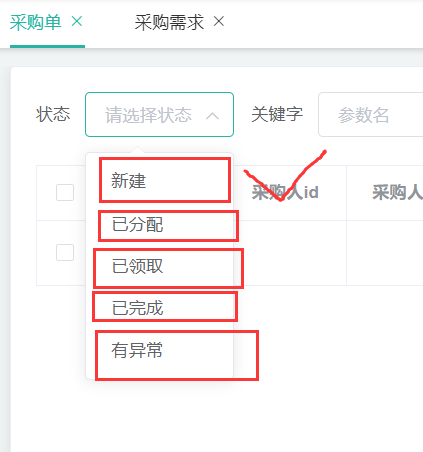 采购单 采购需求
状态 请选择状态 关键字 参数名
采购人id 采购人
新建
已分配
已领取
已完成
有异常